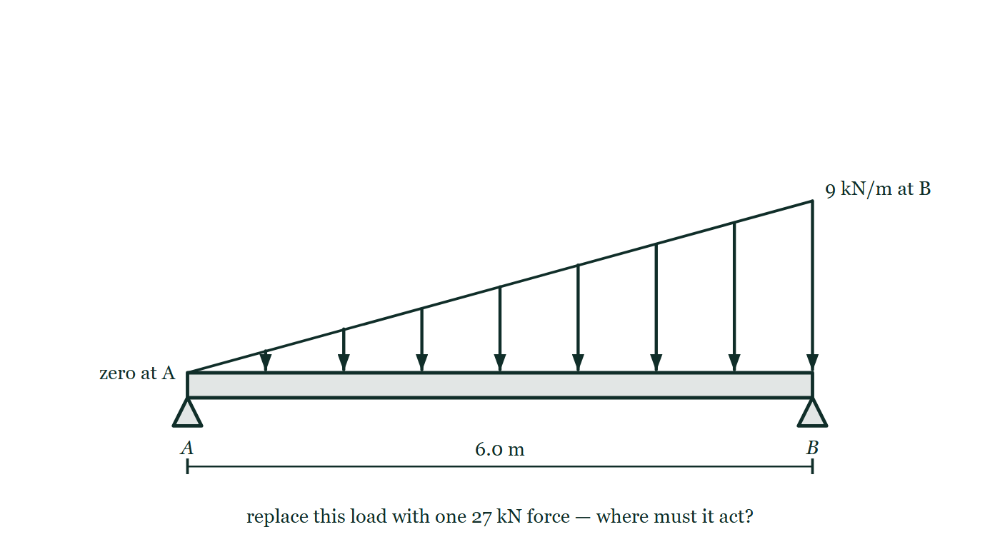 9 kN/m at B
zero at A
A
6.0 m
B
replace this load with one 27 kN force — where must it act?